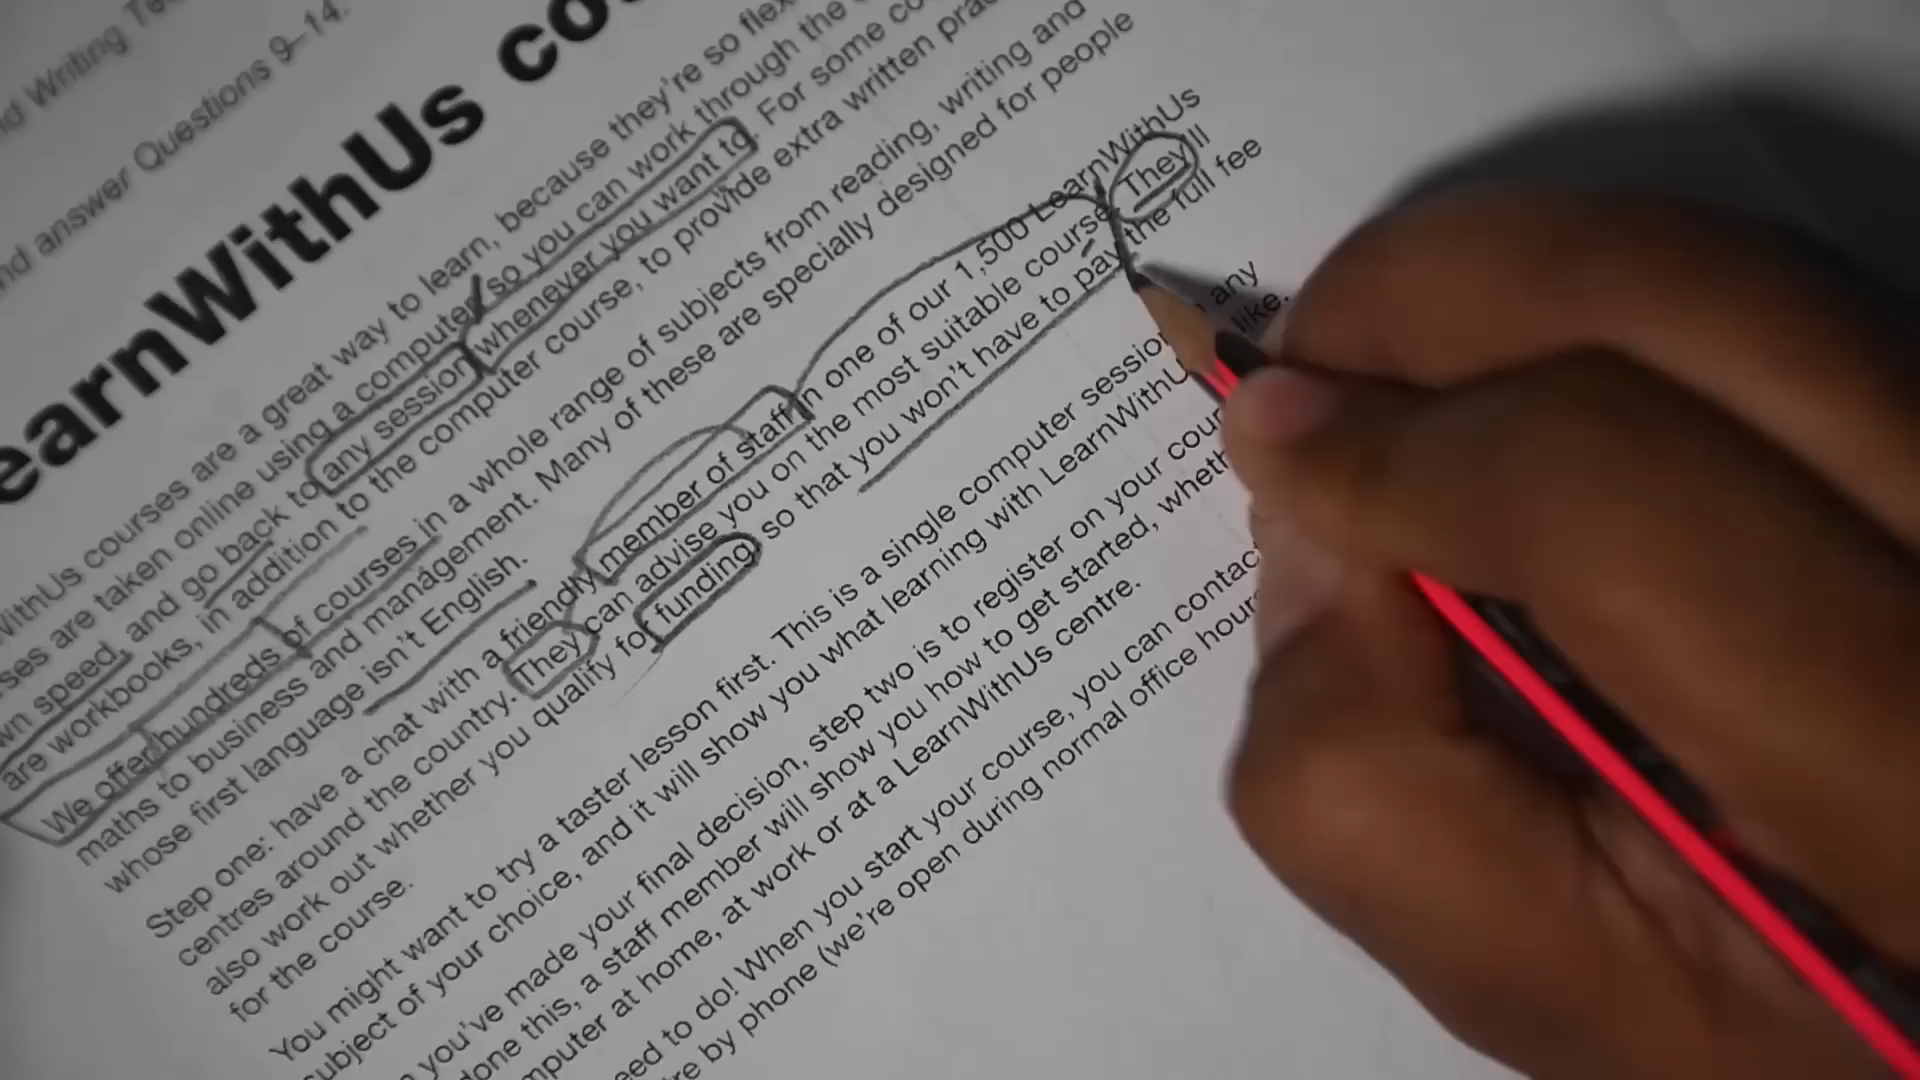 nd Writing
nd answer Questions 9–14.
earnWithUs
WithUs courses are a great way to learn, because they're so
are taken online using a computer, so you can work through the
wn speed, and go back to any session whenever you want to. For some
are workbooks, in addition to the computer course, to provide extra written
We offer hundreds of courses in a whole range of subjects from reading, writing and
maths to business and management. Many of these are specially designed for people
whose first language isn't English.
Step one: have a chat with a friendly member of staff in one of our 1,500 LearnWithUs
centres around the country. They can advise you on the most suitable course. They'll
also work out whether you qualify for funding so that you won't have to pay the full fee
for the course.
You might want to try a taster lesson first. This is a single computer session any
subject of your choice, and it will show you what learning with LearnWithU like.
you've made your final decision, step two is to register on your
done this, a staff member will show you how to get started,
mputer at home, at work or at a LearnWithUs centre.
eed to do! When you start your course, you can contac
re by phone (we're open during normal office hour